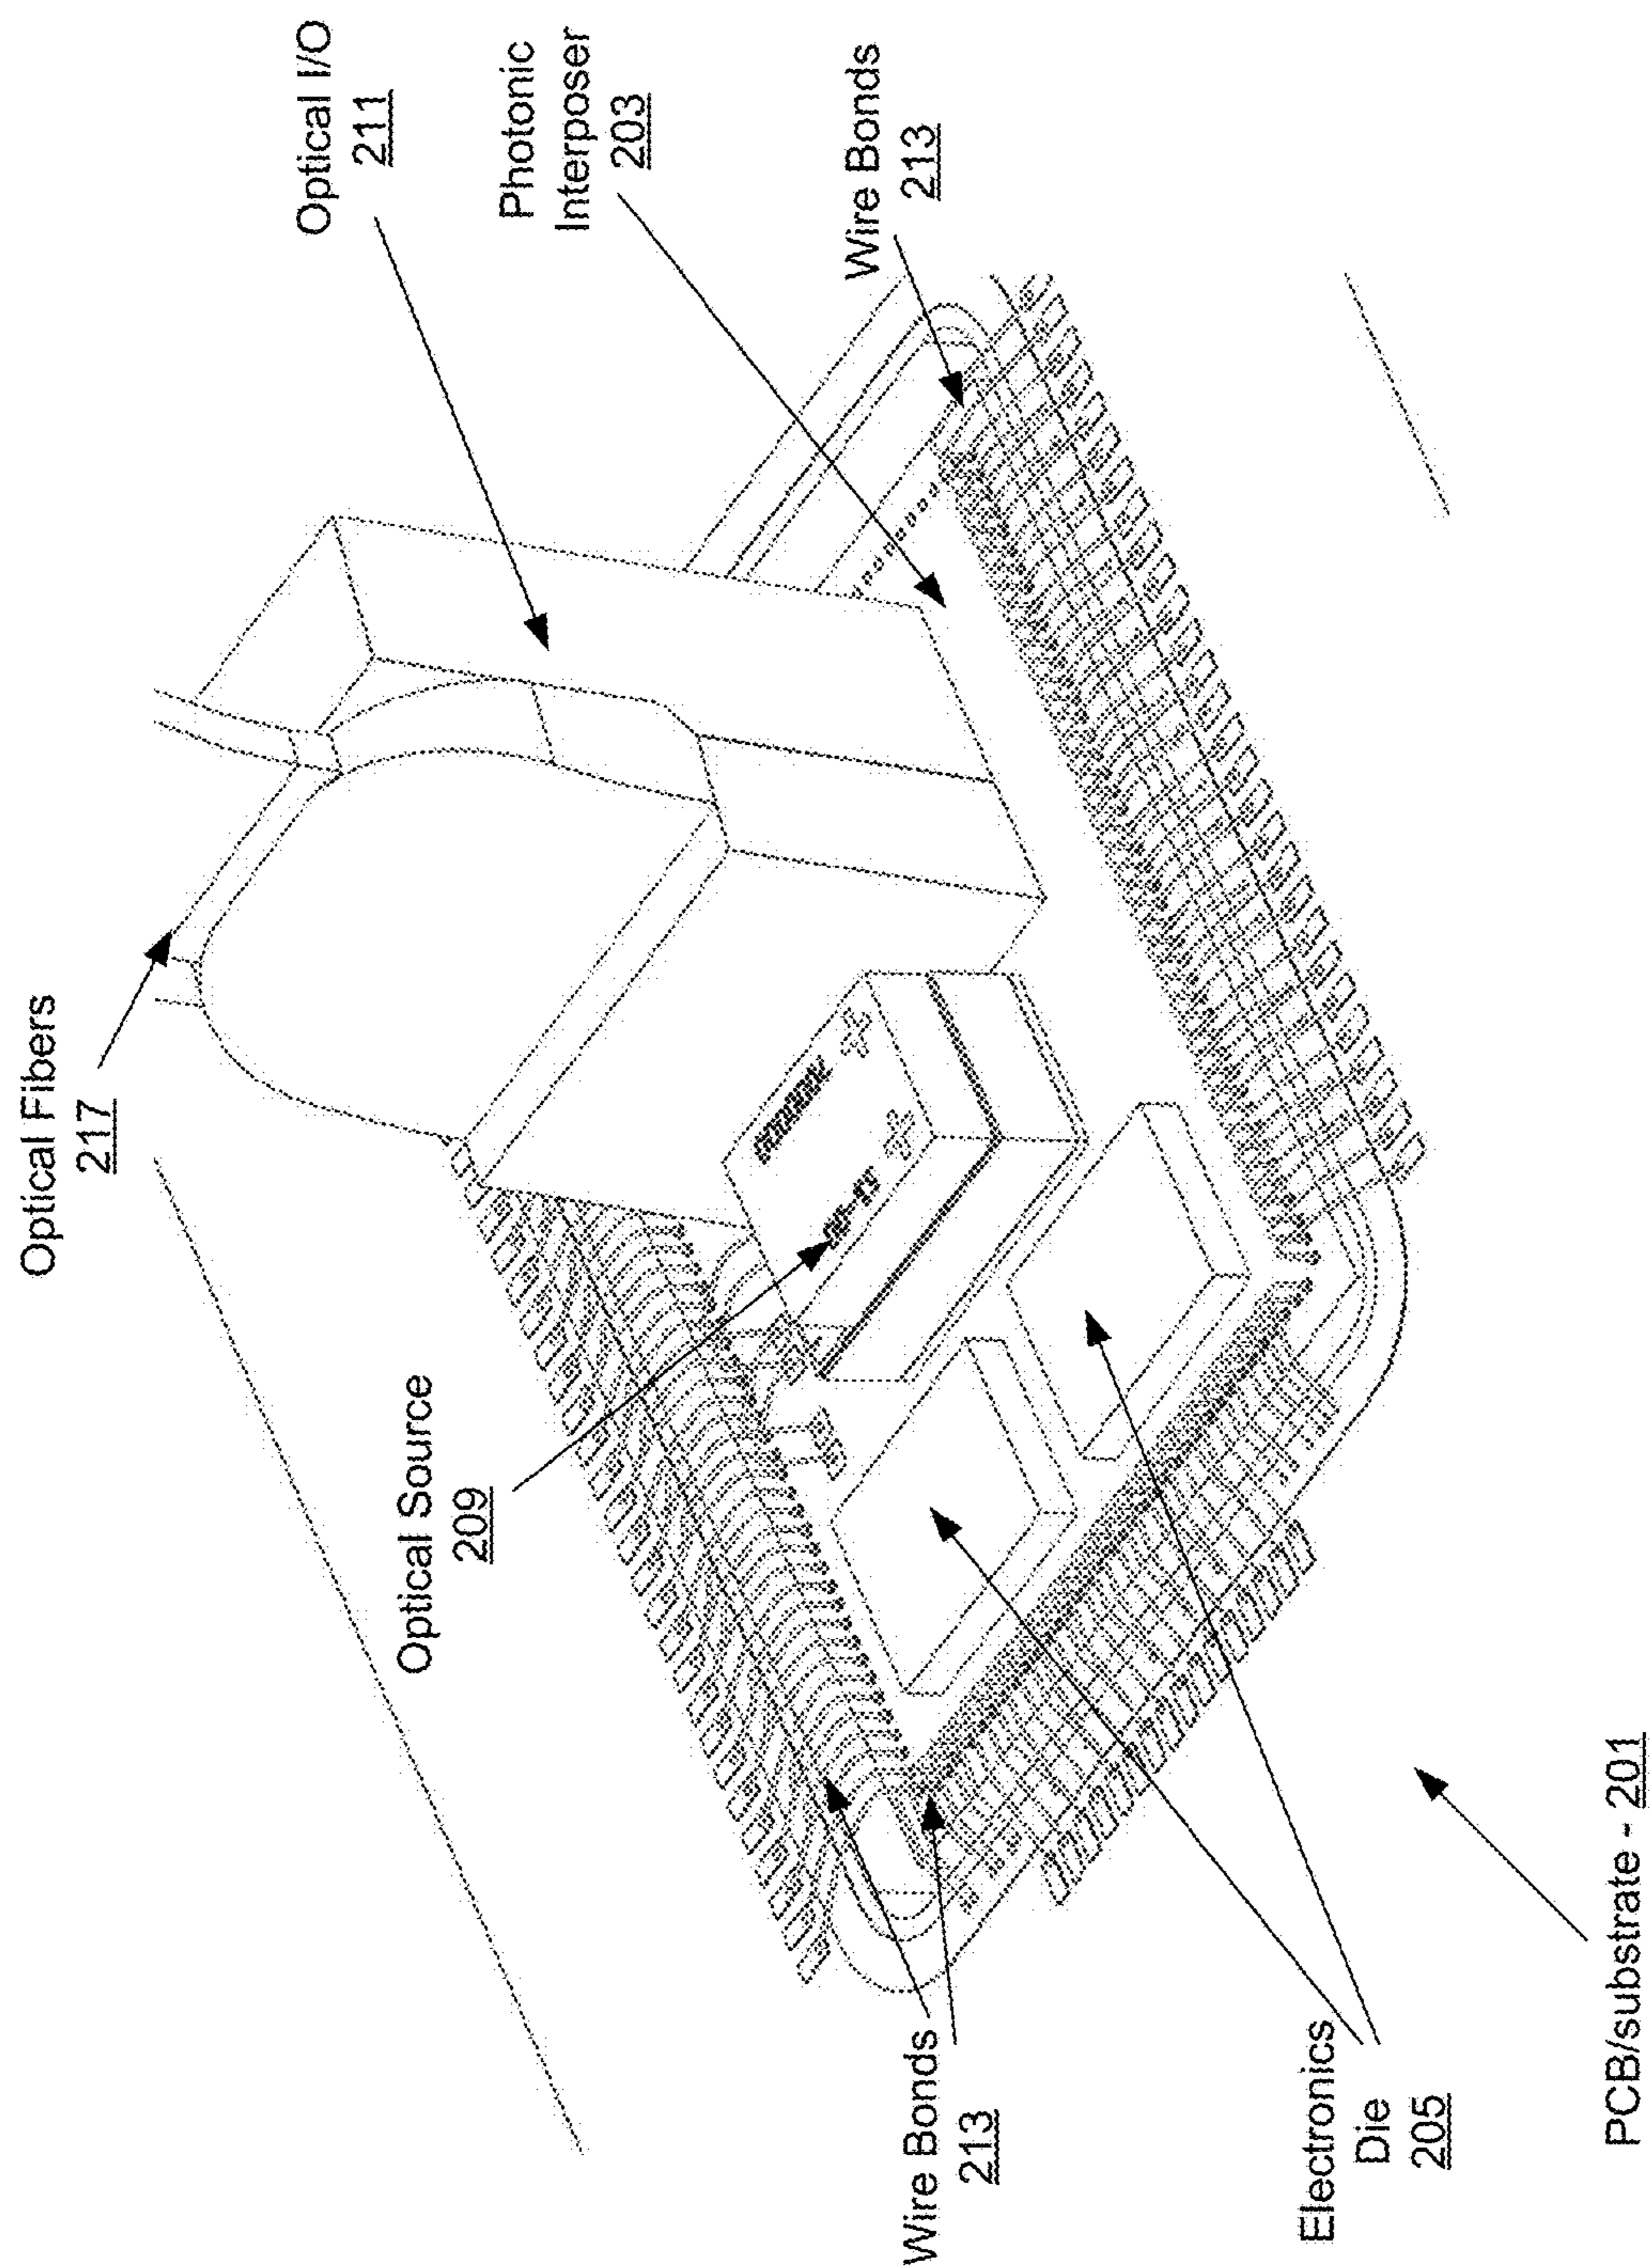 Optical Fibers
217
Optical I/O
211
Optical Source
209
Photonic
Interposer
203
Wire Bonds
213
Wire Bonds
213
Electronics
Die
205
PCB/substrate - 201